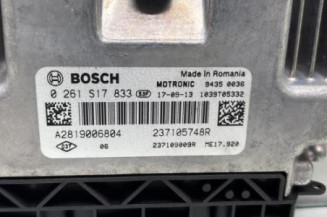 BOSCH
Made in Romania
MOTRONIC 9435 0036
0 261 S17 833 17-09-13 1039T05332
A2819006804 237105748R
06 237109009R ME17.920